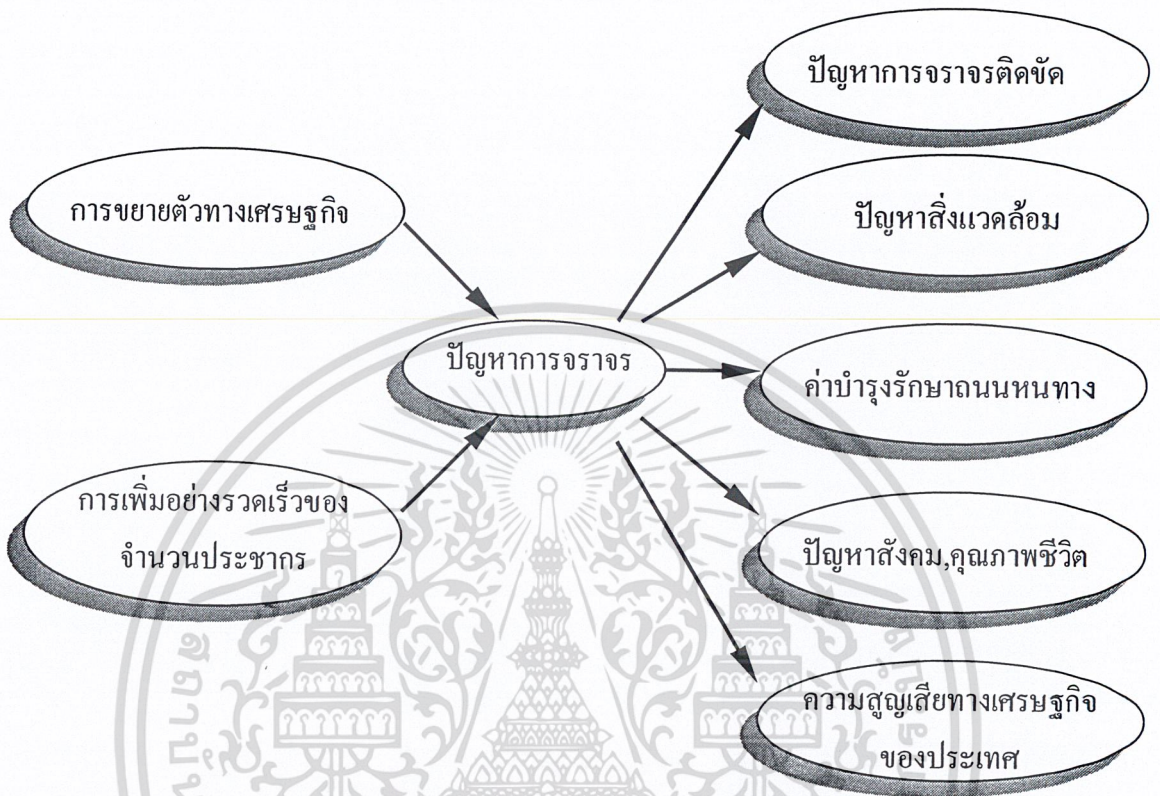 ปัญหาการจราจรติดขัด
การขยายตัวทางเศรษฐกิจ
ปัญหาสิ่งแวดล้อม
ปัญหาการจราจร
ค่าบำรุงรักษาถนนหนทาง
การเพิ่มอย่างรวดเร็วของ
จำนวนประชากร
ปัญหาสังคม,คุณภาพชีวิต
ความสูญเสียทางเศรษฐกิจ
ของประเทศ